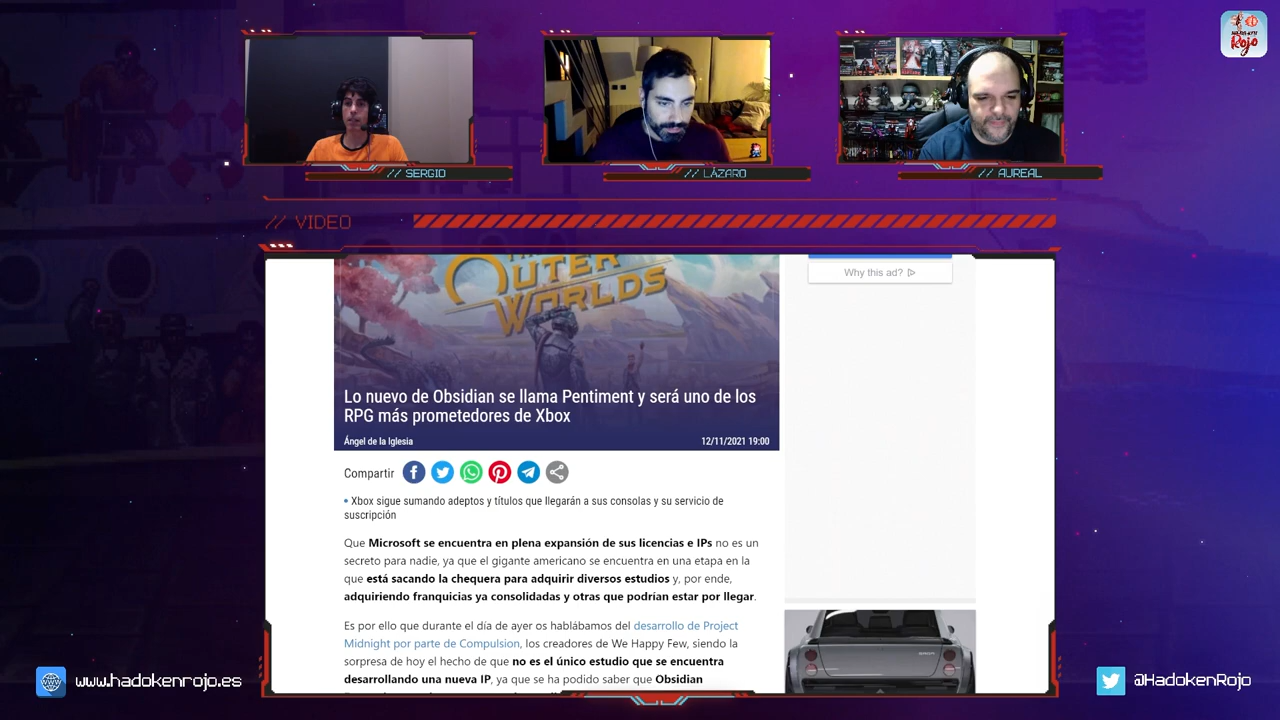 HADOKEN
Rojo
// SERGIO
// LÁZARO
// AUREAL
// VIDEO
OUTER
WORLDS
Why this ad?
Lo nuevo de Obsidian se llama Pentiment y será uno de los
RPG más prometedores de Xbox
Ángel de la Iglesia
12/11/2021 19:00
Compartir
• Xbox sigue sumando adeptos y títulos que llegarán a sus consolas y su servicio de
suscripción
Que Microsoft se encuentra en plena expansión de sus licencias e IPs no es un
secreto para nadie, ya que el gigante americano se encuentra en una etapa en la
que está sacando la chequera para adquirir diversos estudios y, por ende,
adquiriendo franquicias ya consolidadas y otras que podrían estar por llegar.
Es por ello que durante el día de ayer os hablábamos del desarrollo de Project
Midnight por parte de Compulsion, los creadores de We Happy Few, siendo la
sorpresa de hoy el hecho de que no es el único estudio que se encuentra
desarrollando una nueva IP, ya que se ha podido saber que Obsidian
www.hadokenrojo.es
@HadokenRojo